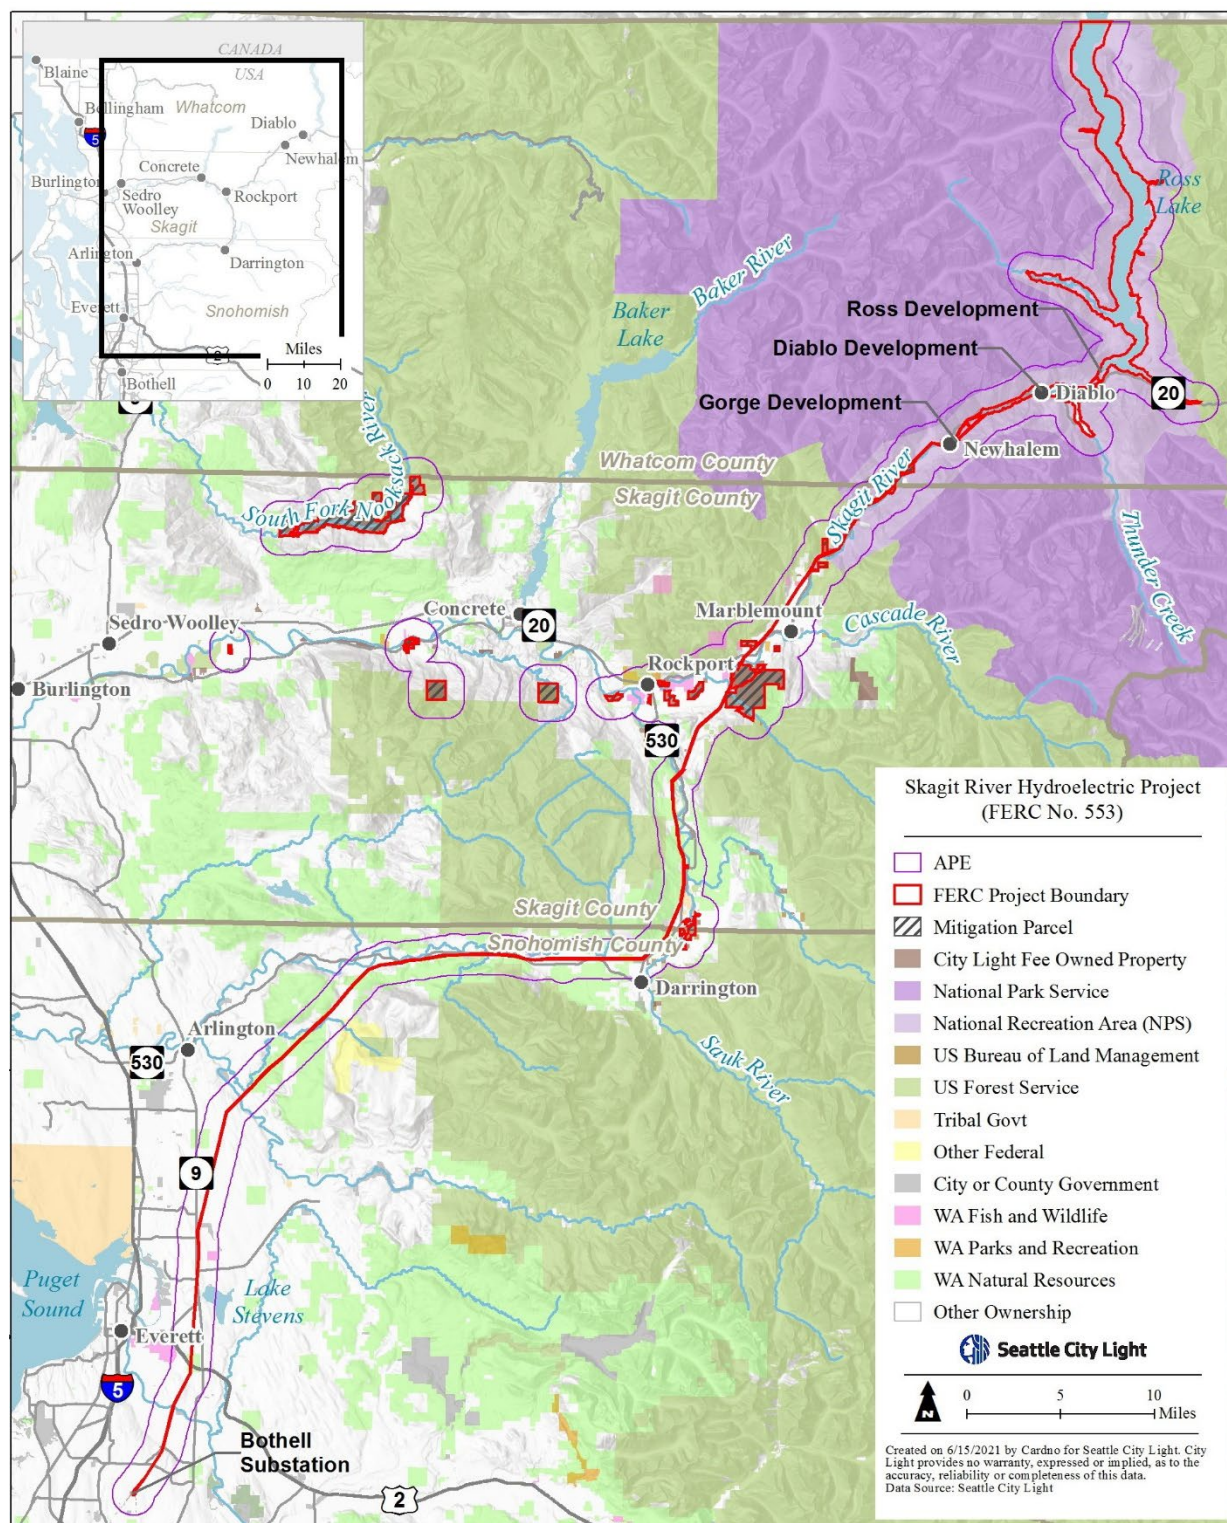 CANADA
USA
Blaine
Bellingham
Whatcom
5
Diablo
Newhalem
Concrete
Burlington
Sedro
Woolley
Rockport
Skagit
Arlington
Darrington
Everett
Snohomish
2
Miles
0 10 20
Bothell
Ross
Lake
Baker River
Baker
Lake
Ross Development
Diablo Development
Gorge Development
20
Diablo
Newhalem
Whatcom County
Skagit County
Skagit River
South Fork Nooksack River
Thunder Creek
Concrete
20
Marblemount
Cascade River
Sedro Woolley
Rockport
Burlington
530
Skagit County
Snohomish County
Darrington
Arlington
530
Sauk River
9
Puget
Sound
Lake
Stevens
Everett
5
Bothell
Substation
2
Skagit River Hydroelectric Project
(FERC No. 553)
APE
FERC Project Boundary
Mitigation Parcel
City Light Fee Owned Property
National Park Service
National Recreation Area (NPS)
US Bureau of Land Management
US Forest Service
Tribal Govt
Other Federal
City or County Government
WA Fish and Wildlife
WA Parks and Recreation
WA Natural Resources
Other Ownership
Seattle City Light
N
0 5 10
Miles
Created on 6/15/2021 by Cardno for Seattle City Light. City
Light provides no warranty, expressed or implied, as to the
accuracy, reliability or completeness of this data.
Data Source: Seattle City Light